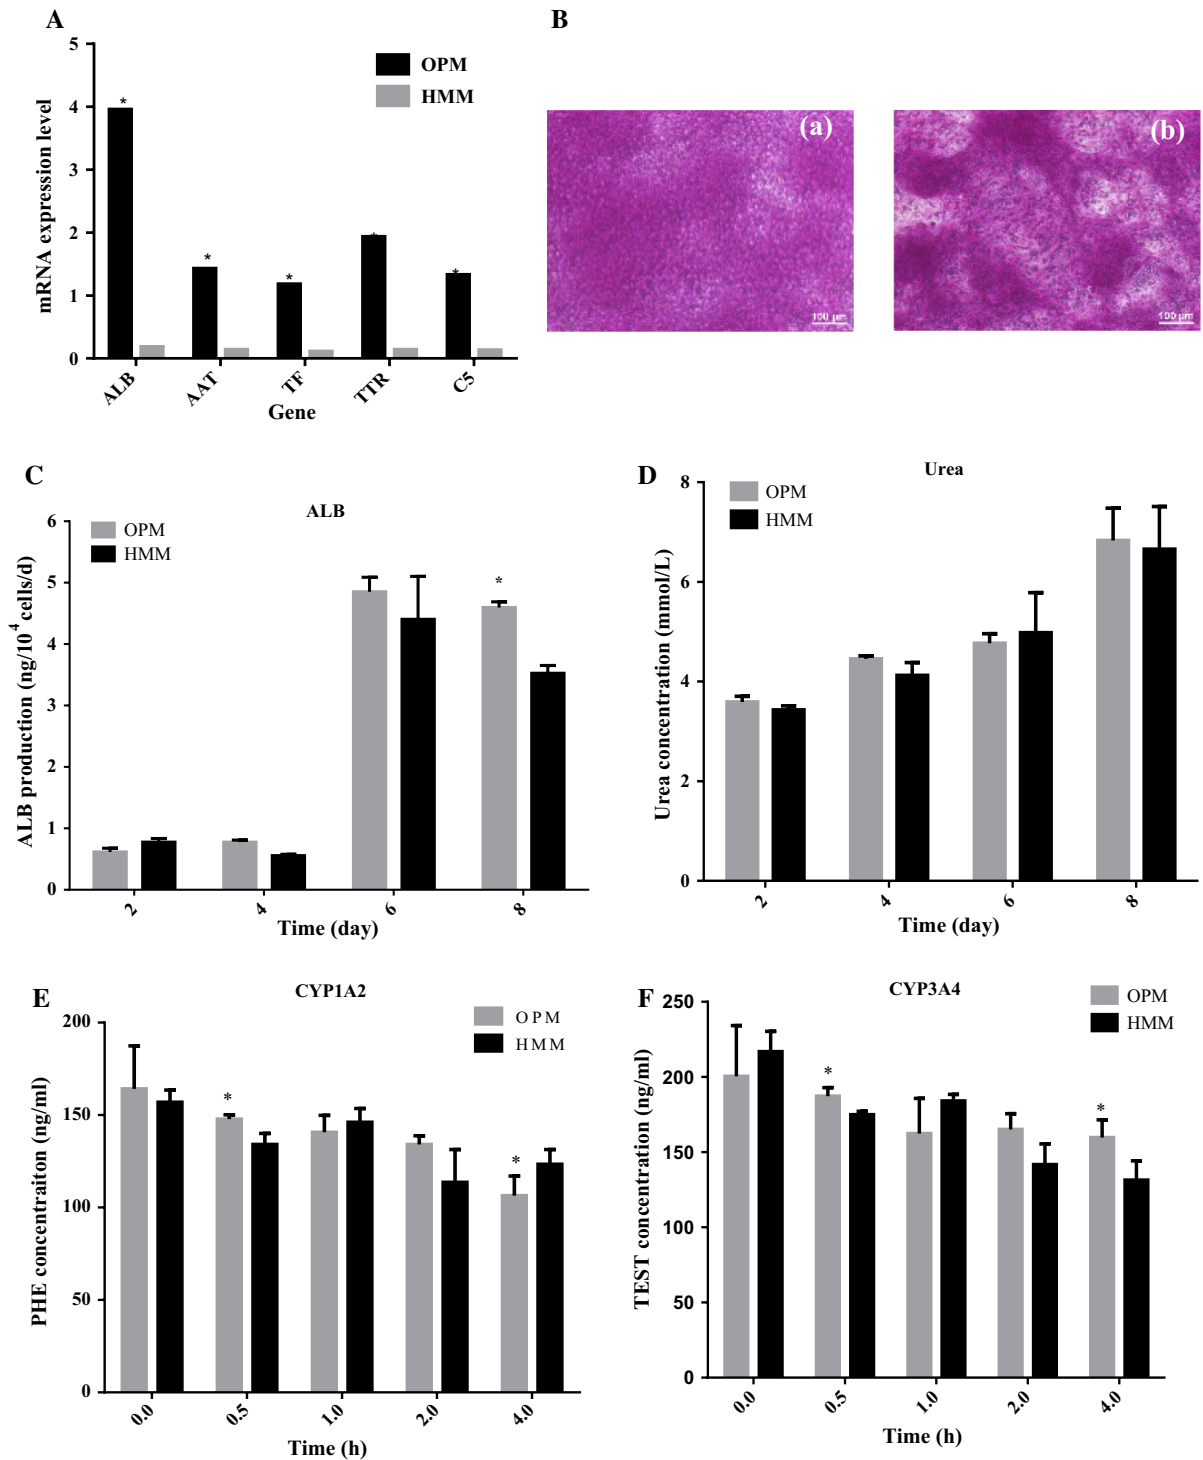 A
5
4
3
2
1
0
mRNA expression level
OPM
HMM
*
*
*
*
*
ALB
AAT
TF
TTR
C5
Gene
B
(a)
100 μm
(b)
100 μm
C
ALB
6
5
4
3
2
1
0
ALB production (ng/10⁴ cells/d)
OPM
HMM
*
2
4
6
8
Time (day)
D
Urea
8
6
4
2
0
Urea concentration (mmol/L)
OPM
HMM
2
4
6
8
Time (day)
E
CYP1A2
200
150
100
50
0
PHE concentraiton (ng/ml)
OPM
HMM
*
*
0.0
0.5
1.0
2.0
4.0
Time (h)
F
CYP3A4
250
200
150
100
50
0
TEST concentration (ng/ml)
OPM
HMM
*
*
0.0
0.5
1.0
2.0
4.0
Time (h)